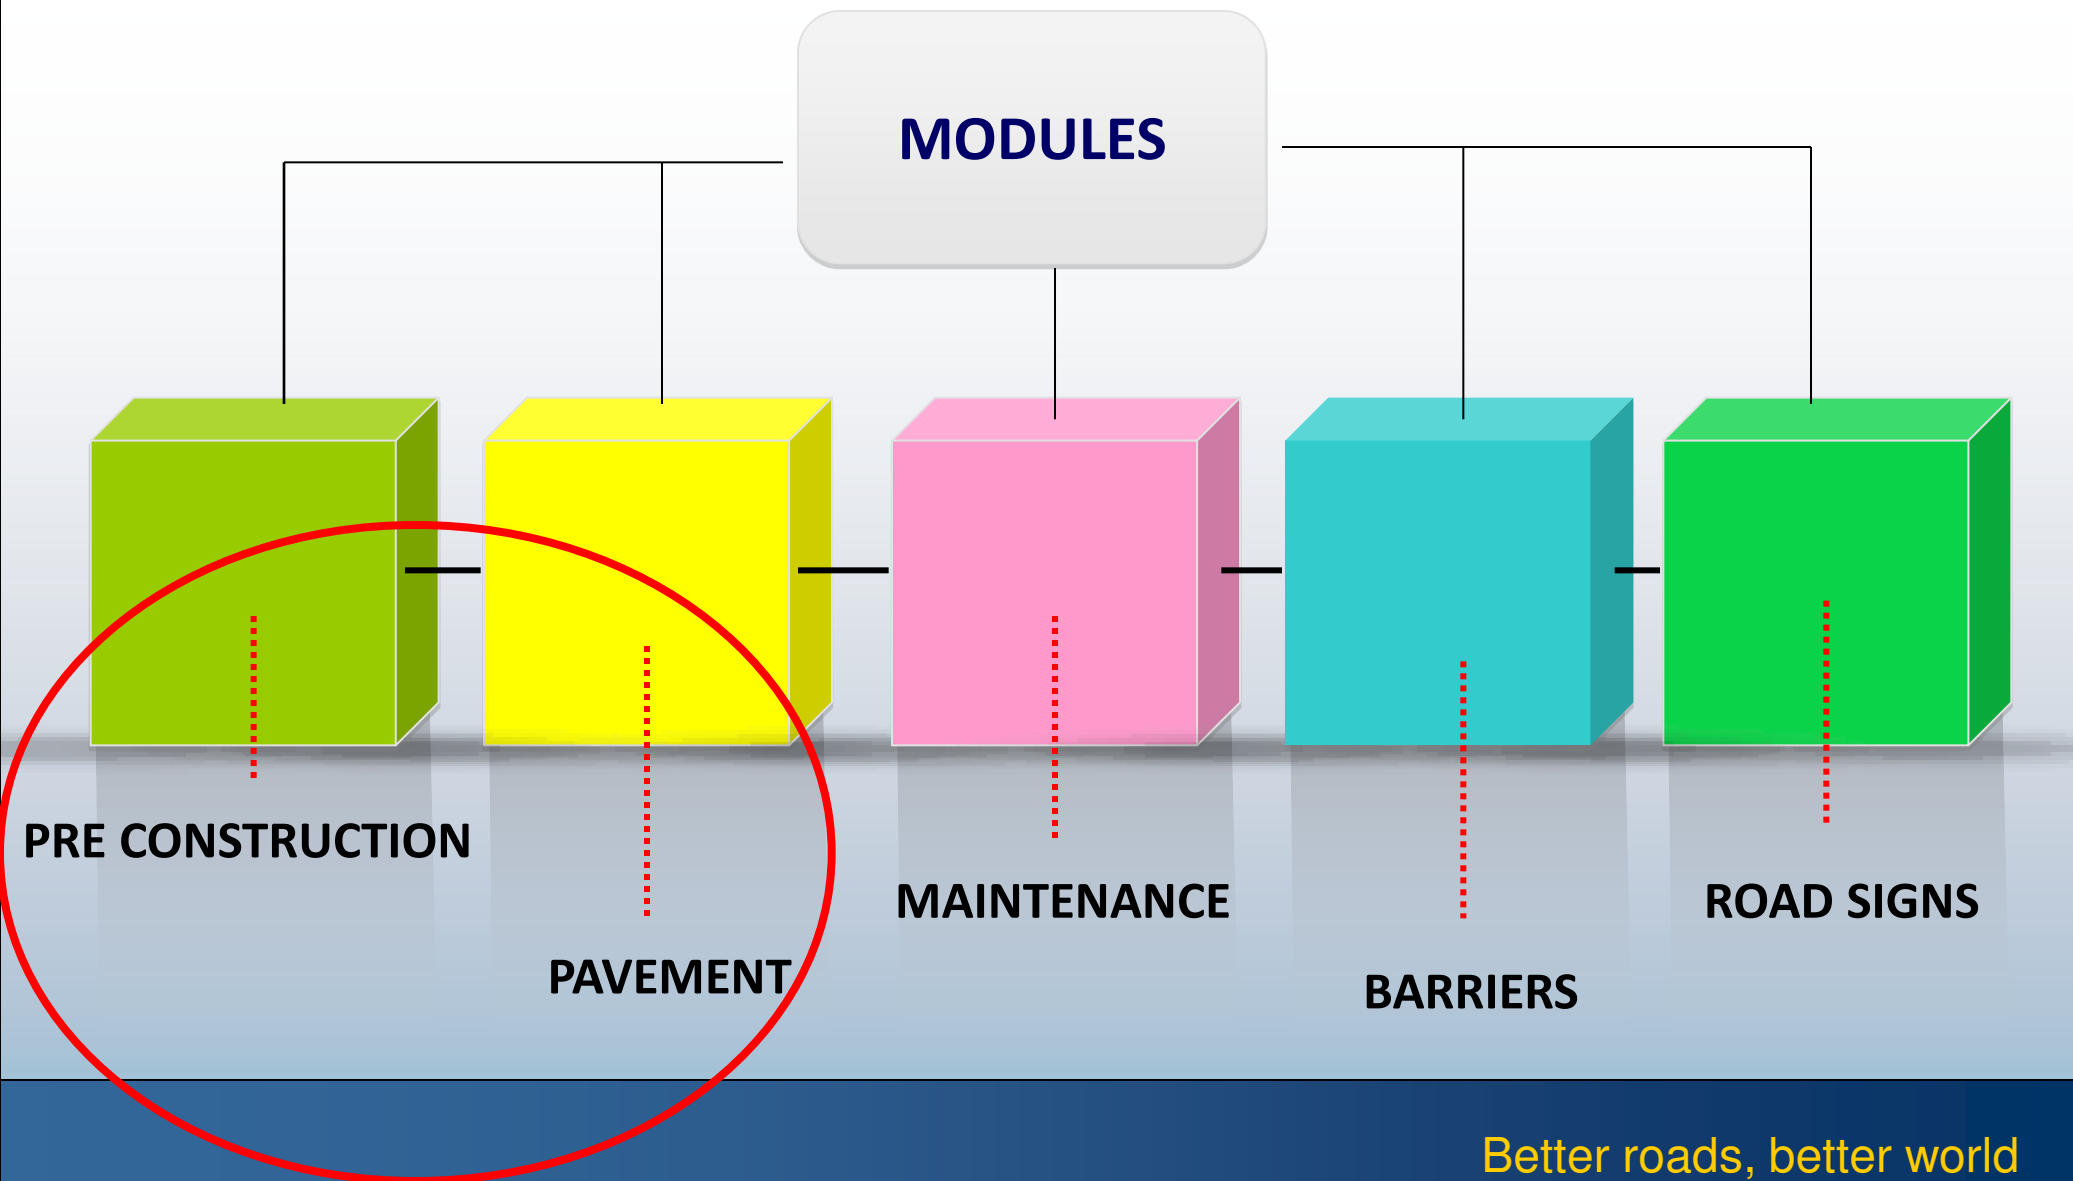 MODULES
PRE CONSTRUCTION
PAVEMENT
MAINTENANCE
BARRIERS
ROAD SIGNS
Better roads, better world